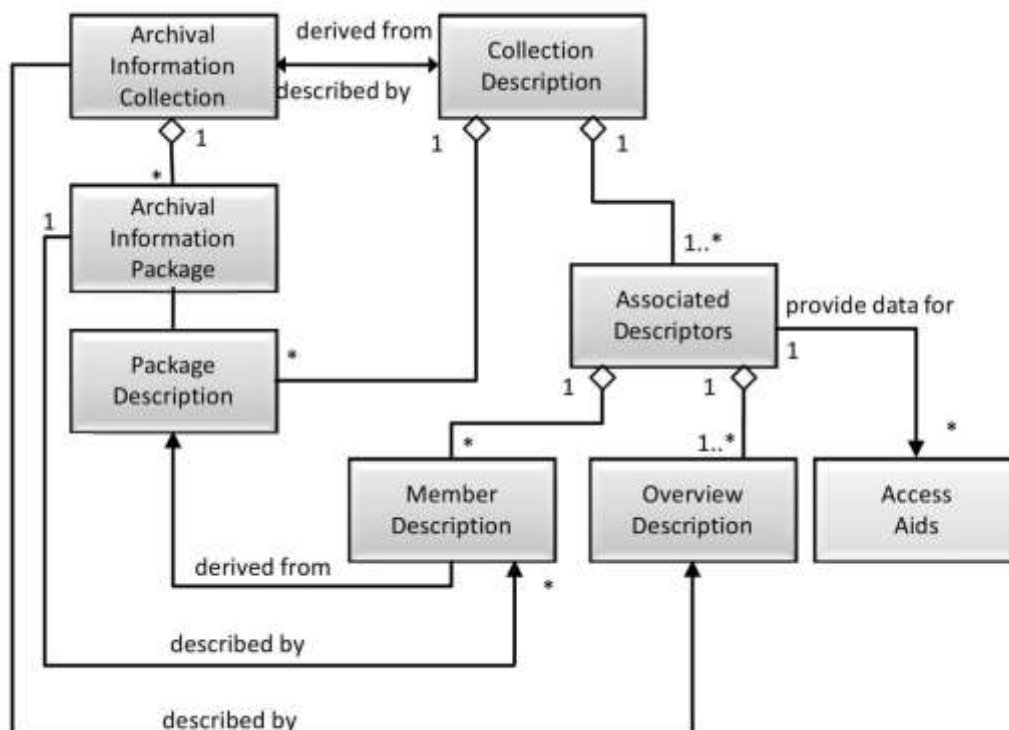 Archival
Information
Collection
derived from
described by
Collection
Description
1
1
1
*
1
Archival
Information
Package
1..*
Associated
Descriptors
provide data for
1
Package
Description
*
1
1
*
1..*
*
Member
Description
Overview
Description
Access
Aids
derived from
*
described by
described by